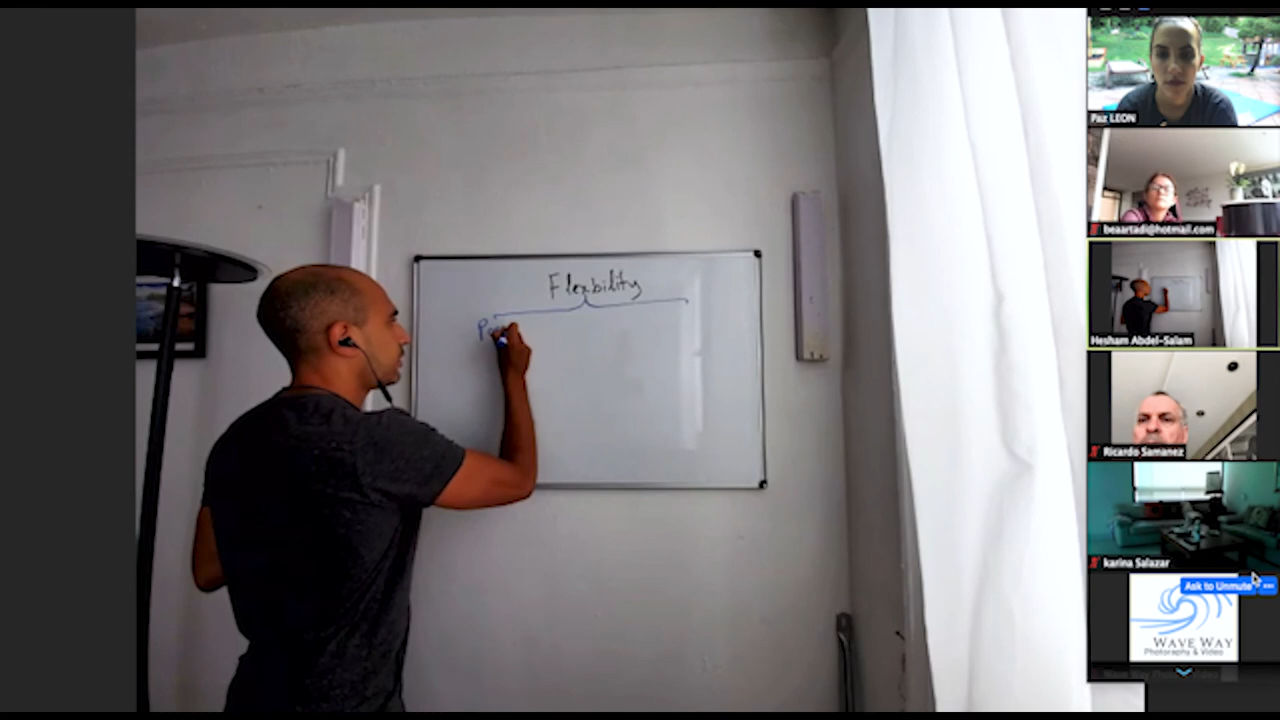 Flexbility
Paz LEON
beaartadi@hotmail.com
Hesham Abdel-Salam
Ricardo Samanez
karina Salazar
Ask to Unmute
WAVE WAY
Photography & Video